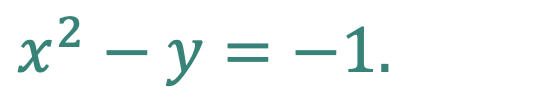 x² − y = −1.